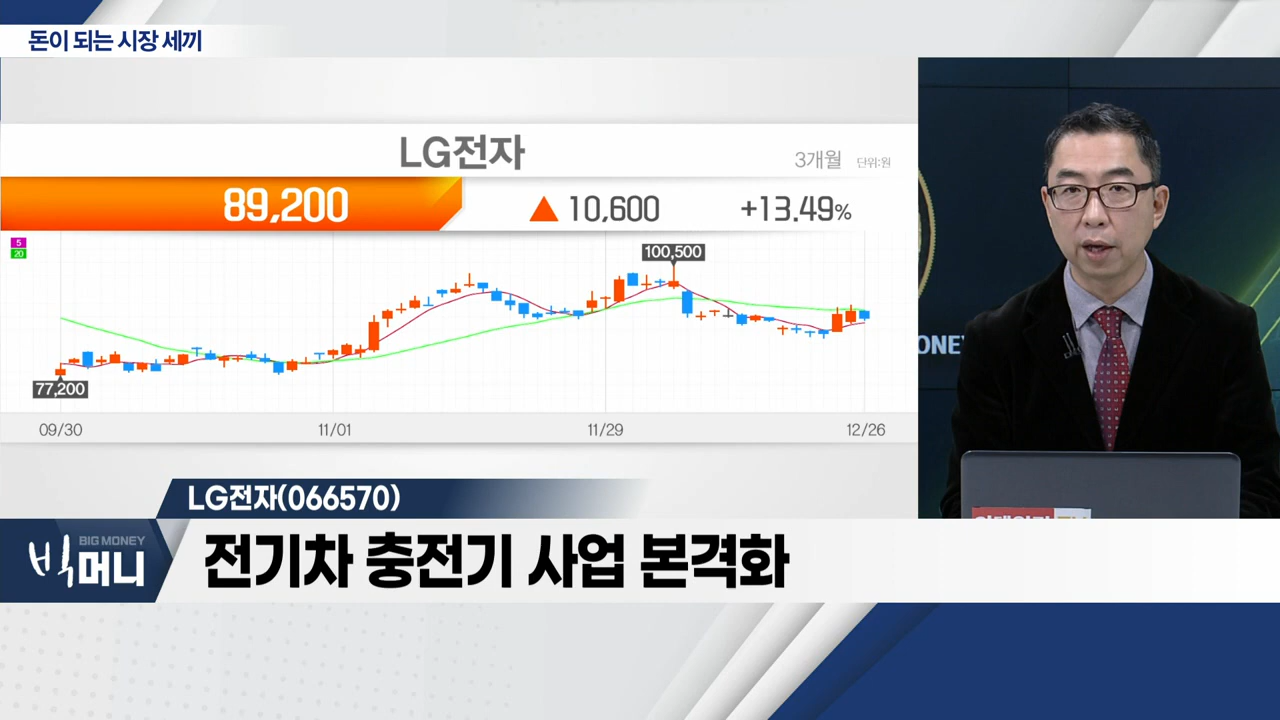 돈이 되는 시장 세끼
LG전자
3개월 단위:원
89,200 ▲ 10,600 +13.49%
5
20
100,500
77,200
09/30 11/01 11/29 12/26
ONEY
LG전자(066570)
BIG MONEY
빅머니
전기차 충전기 사업 본격화